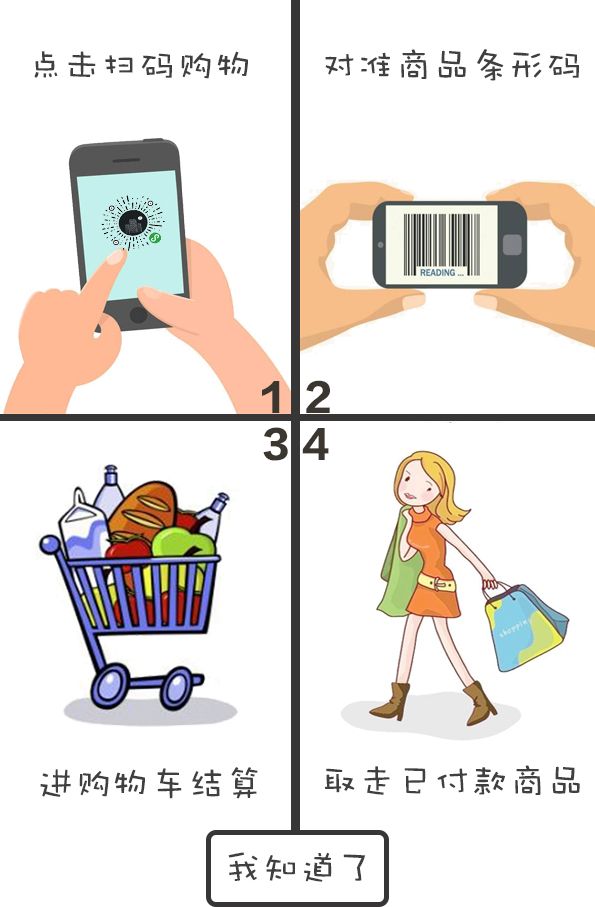 点击扫码购物
对准商品条形码
READING ...
1
2
3
4
shopping
进购物车结算
取走已付款商品
我知道了